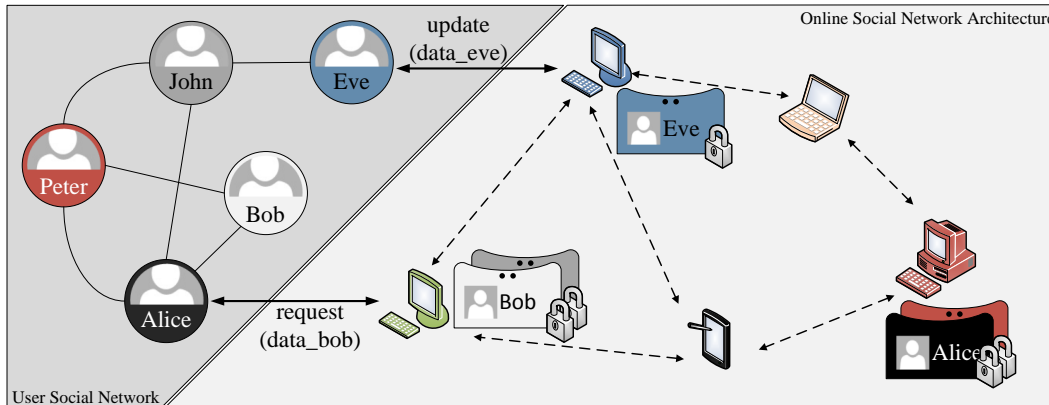 Online Social Network Architecture
update
(data_eve)
John
Eve
Eve
Peter
Bob
Bob
Alice
request
(data_bob)
Alice
User Social Network